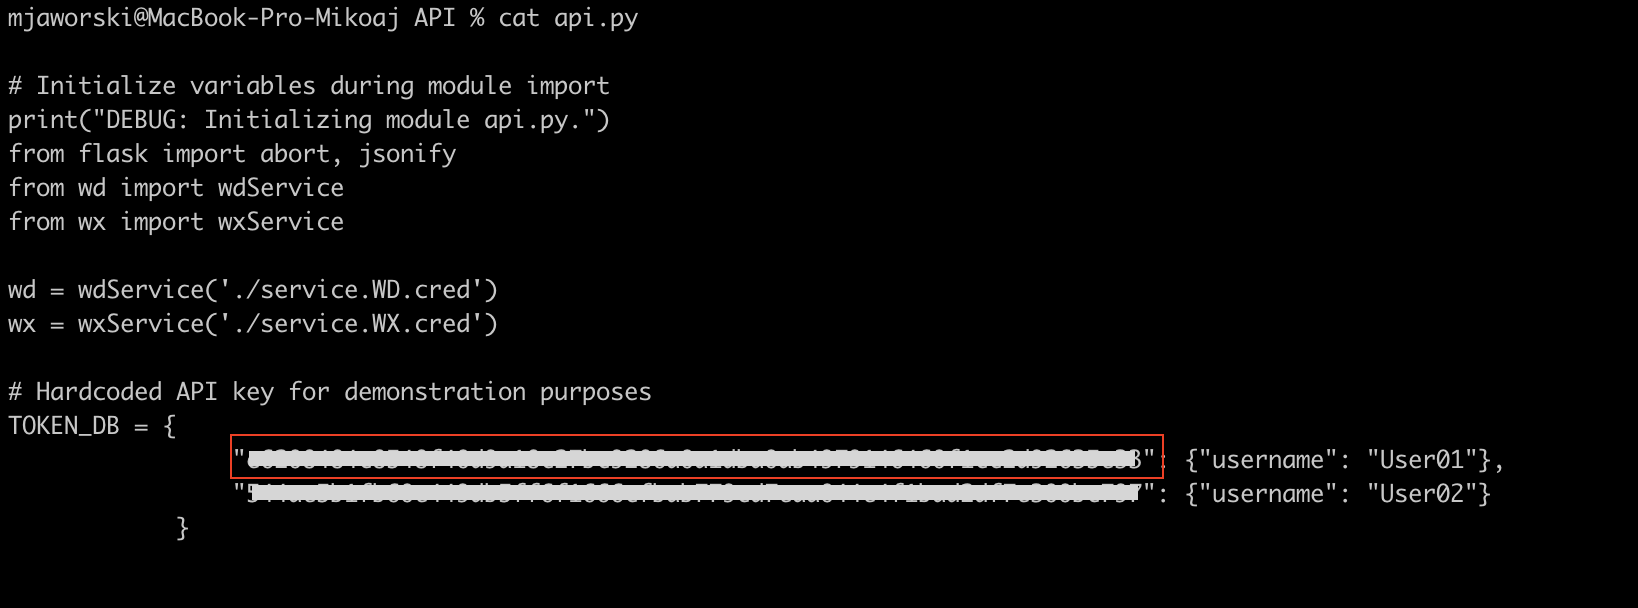 mjaworski@MacBook-Pro-Mikoaj API % cat api.py
# Initialize variables during module import
print("DEBUG: Initializing module api.py.")
from flask import abort, jsonify
from wd import wdService
from wx import wxService
wd = wdService('./service.WD.cred')
wx = wxService('./service.WX.cred')
# Hardcoded API key for demonstration purposes
TOKEN_DB = {
": {"username": "User01"},
": {"username": "User02"}
}